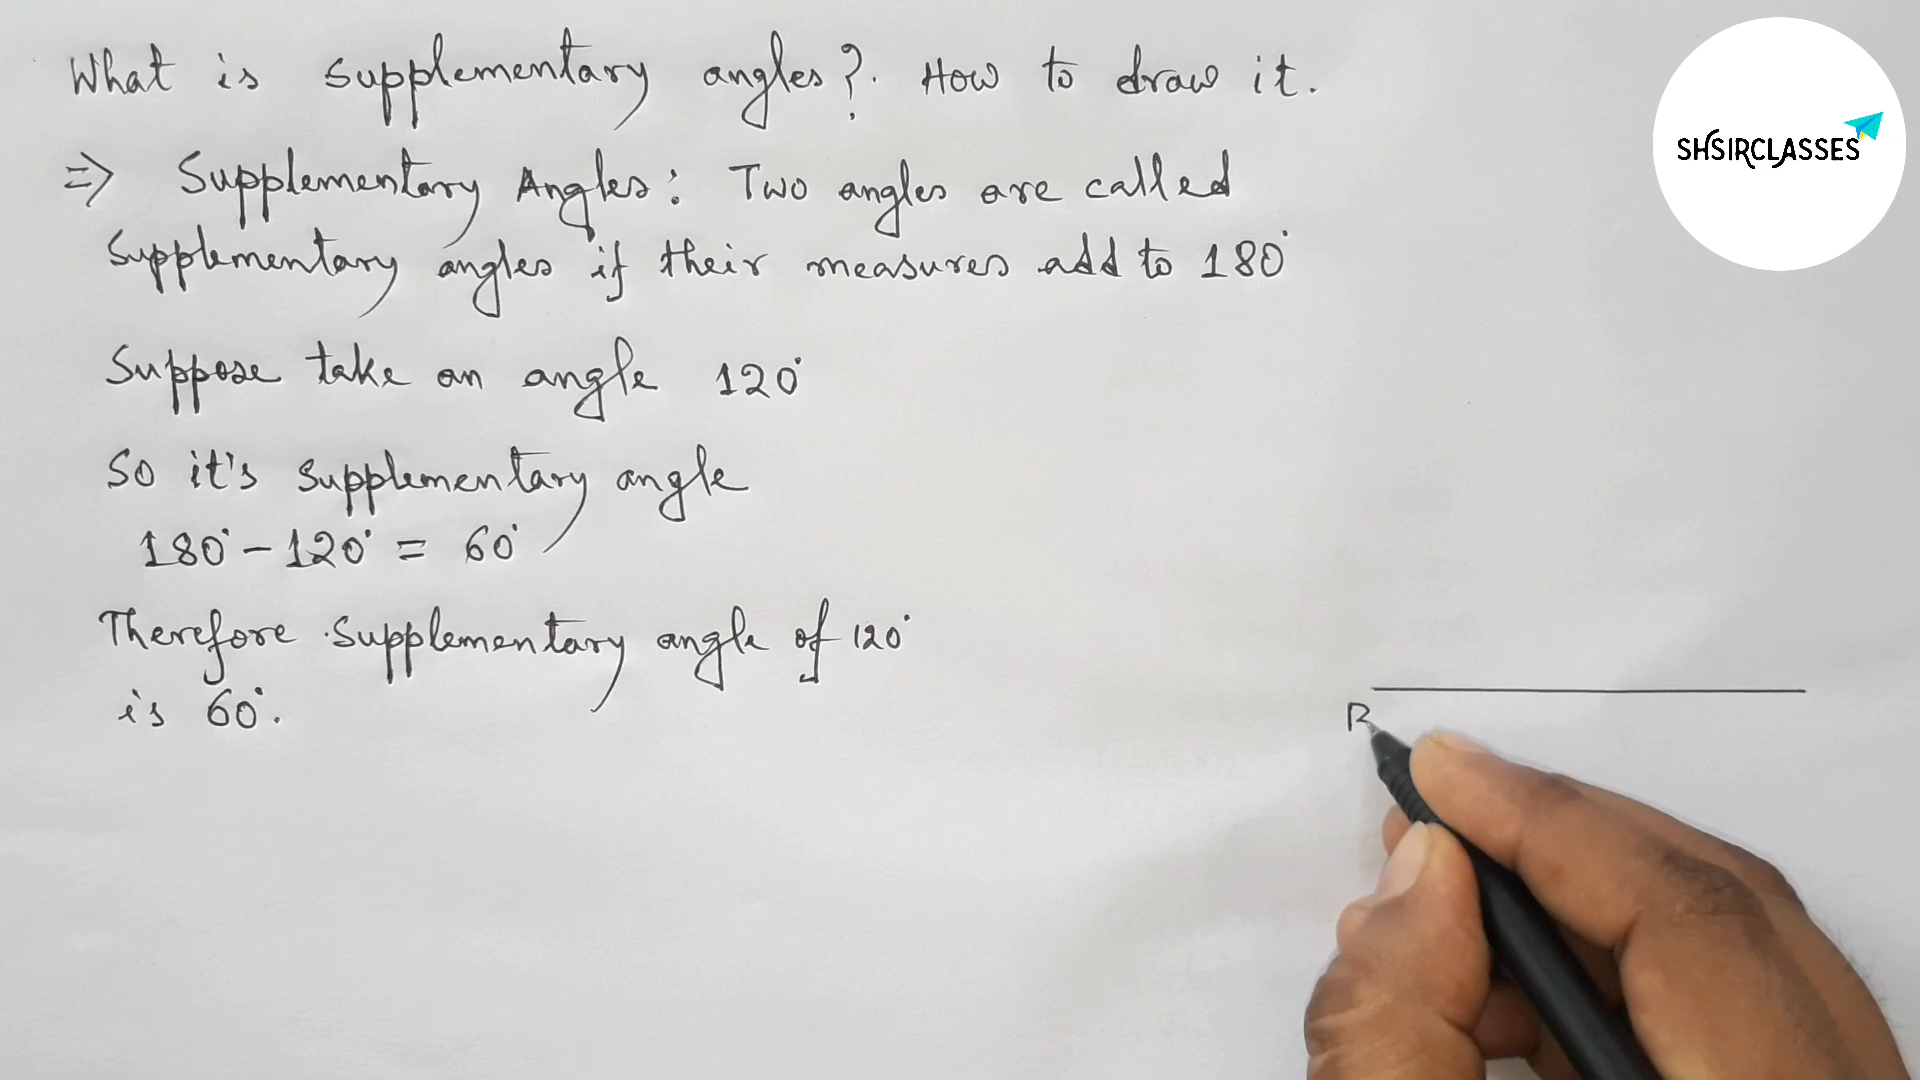 What is supplementary angles?. How to draw it.
SHSIRCLASSES
=> Supplementary Angles: Two angles are called
Supplementary angles if their measures add to 180°
Suppose take an angle 120°
So it's supplementary angle
180° - 120° = 60°
Therefore supplementary angle of 120°
is 60°.
B